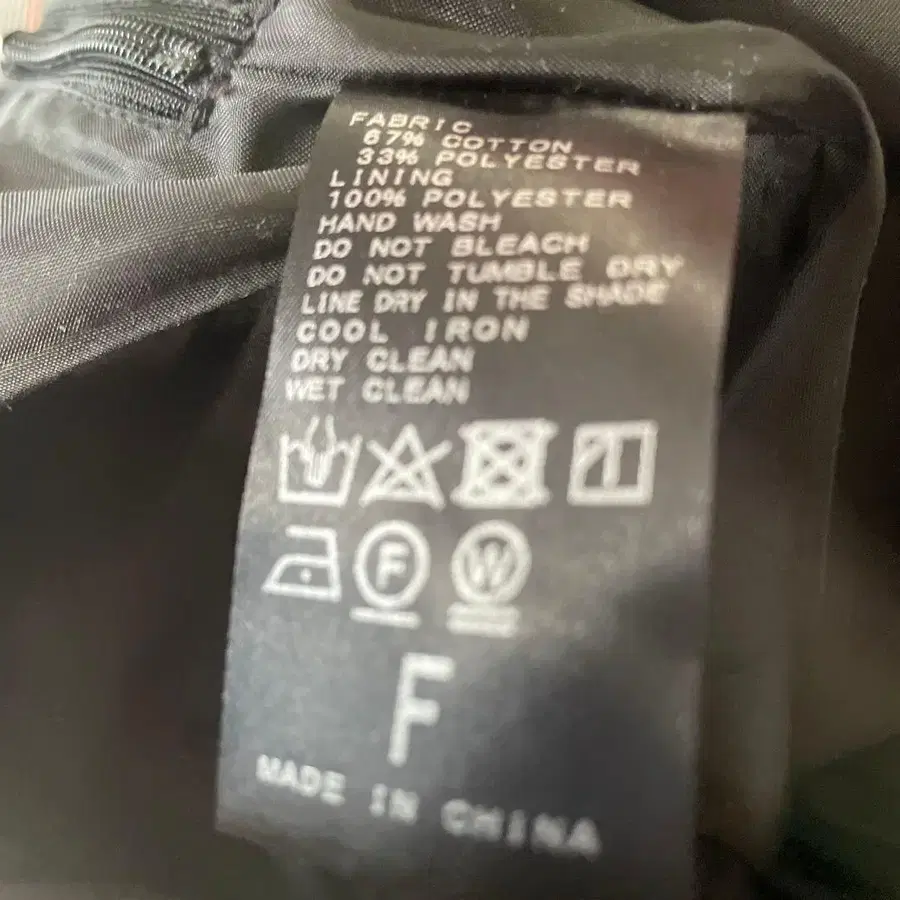 FABRIC
67% COTTON
33% POLYESTER
LINING
100% POLYESTER
HAND WASH
DO NOT BLEACH
DO NOT TUMBLE DRY
LINE DRY IN THE SHADE
COOL IRON
DRY CLEAN
WET CLEAN
F W
F
MADE IN CHINA